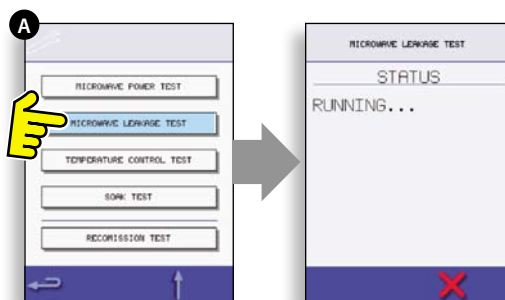 A
MICROWAVE POWER TEST
MICROWAVE LEAKAGE TEST
TEMPERATURE CONTROL TEST
SOAK TEST
RECOMISSION TEST
MICROWAVE LEAKAGE TEST
STATUS
RUNNING...